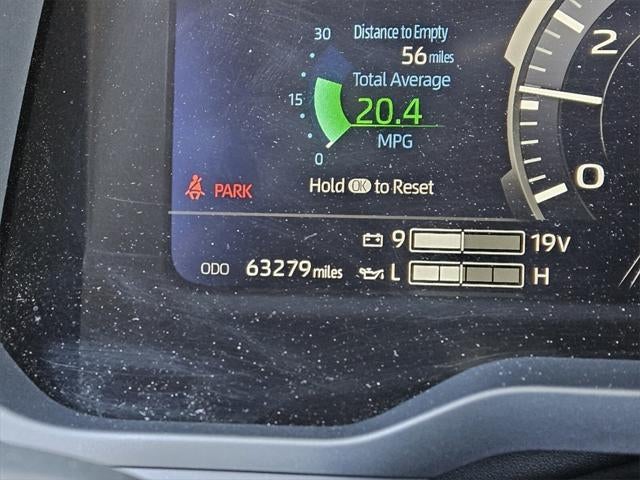 30
Distance to Empty
56 miles
Total Average
15
20.4
MPG
0
Hold OK to Reset
PARK
2
0
9 19V
ODO 63279 miles
L H